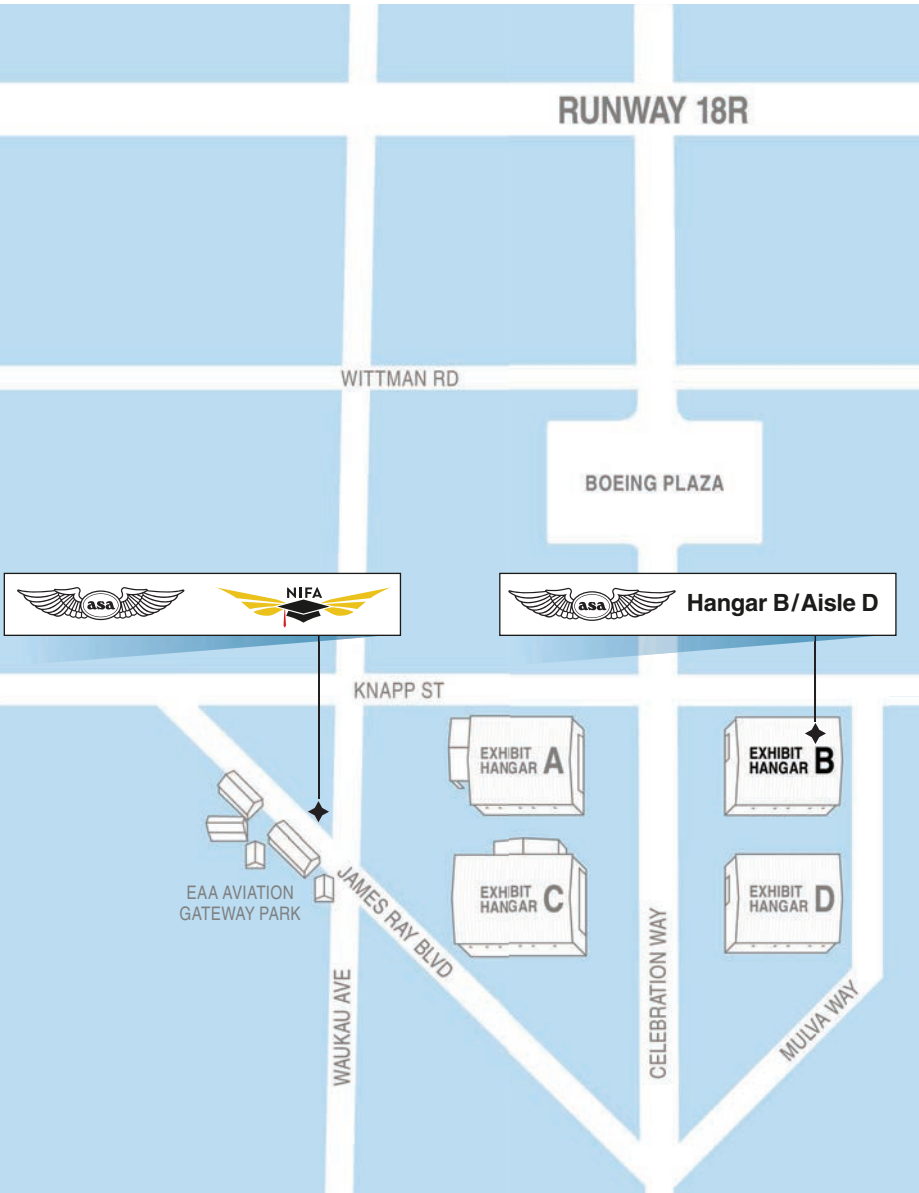 RUNWAY 18R
WITTMAN RD
BOEING PLAZA
asa
NIFA
asa
Hangar B/Aisle D
KNAPP ST
EXHIBIT
HANGAR A
EXHIBIT
HANGAR B
EAA AVIATION
GATEWAY PARK
JAMES RAY BLVD
EXHIBIT
HANGAR C
EXHIBIT
HANGAR D
WAUKAU AVE
CELEBRATION WAY
MULVA WAY